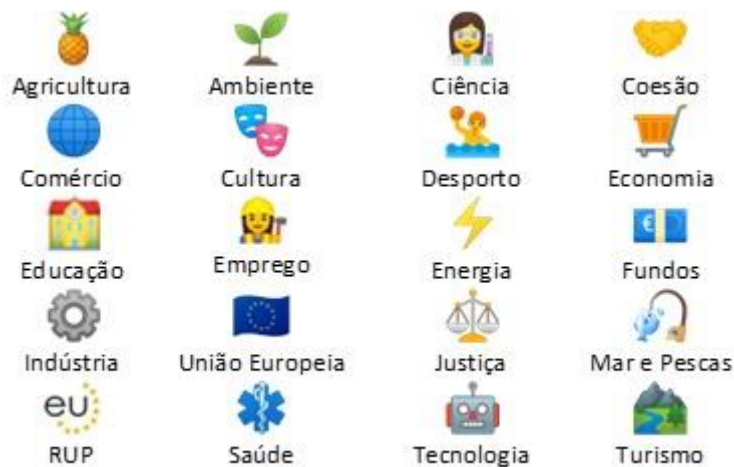 Agricultura Ambiente Ciência Coesão
Comércio Cultura Desporto Economia
Educação Emprego Energia Fundos
Indústria União Europeia Justiça Mar e Pescas
eu
RUP Saúde Tecnologia Turismo